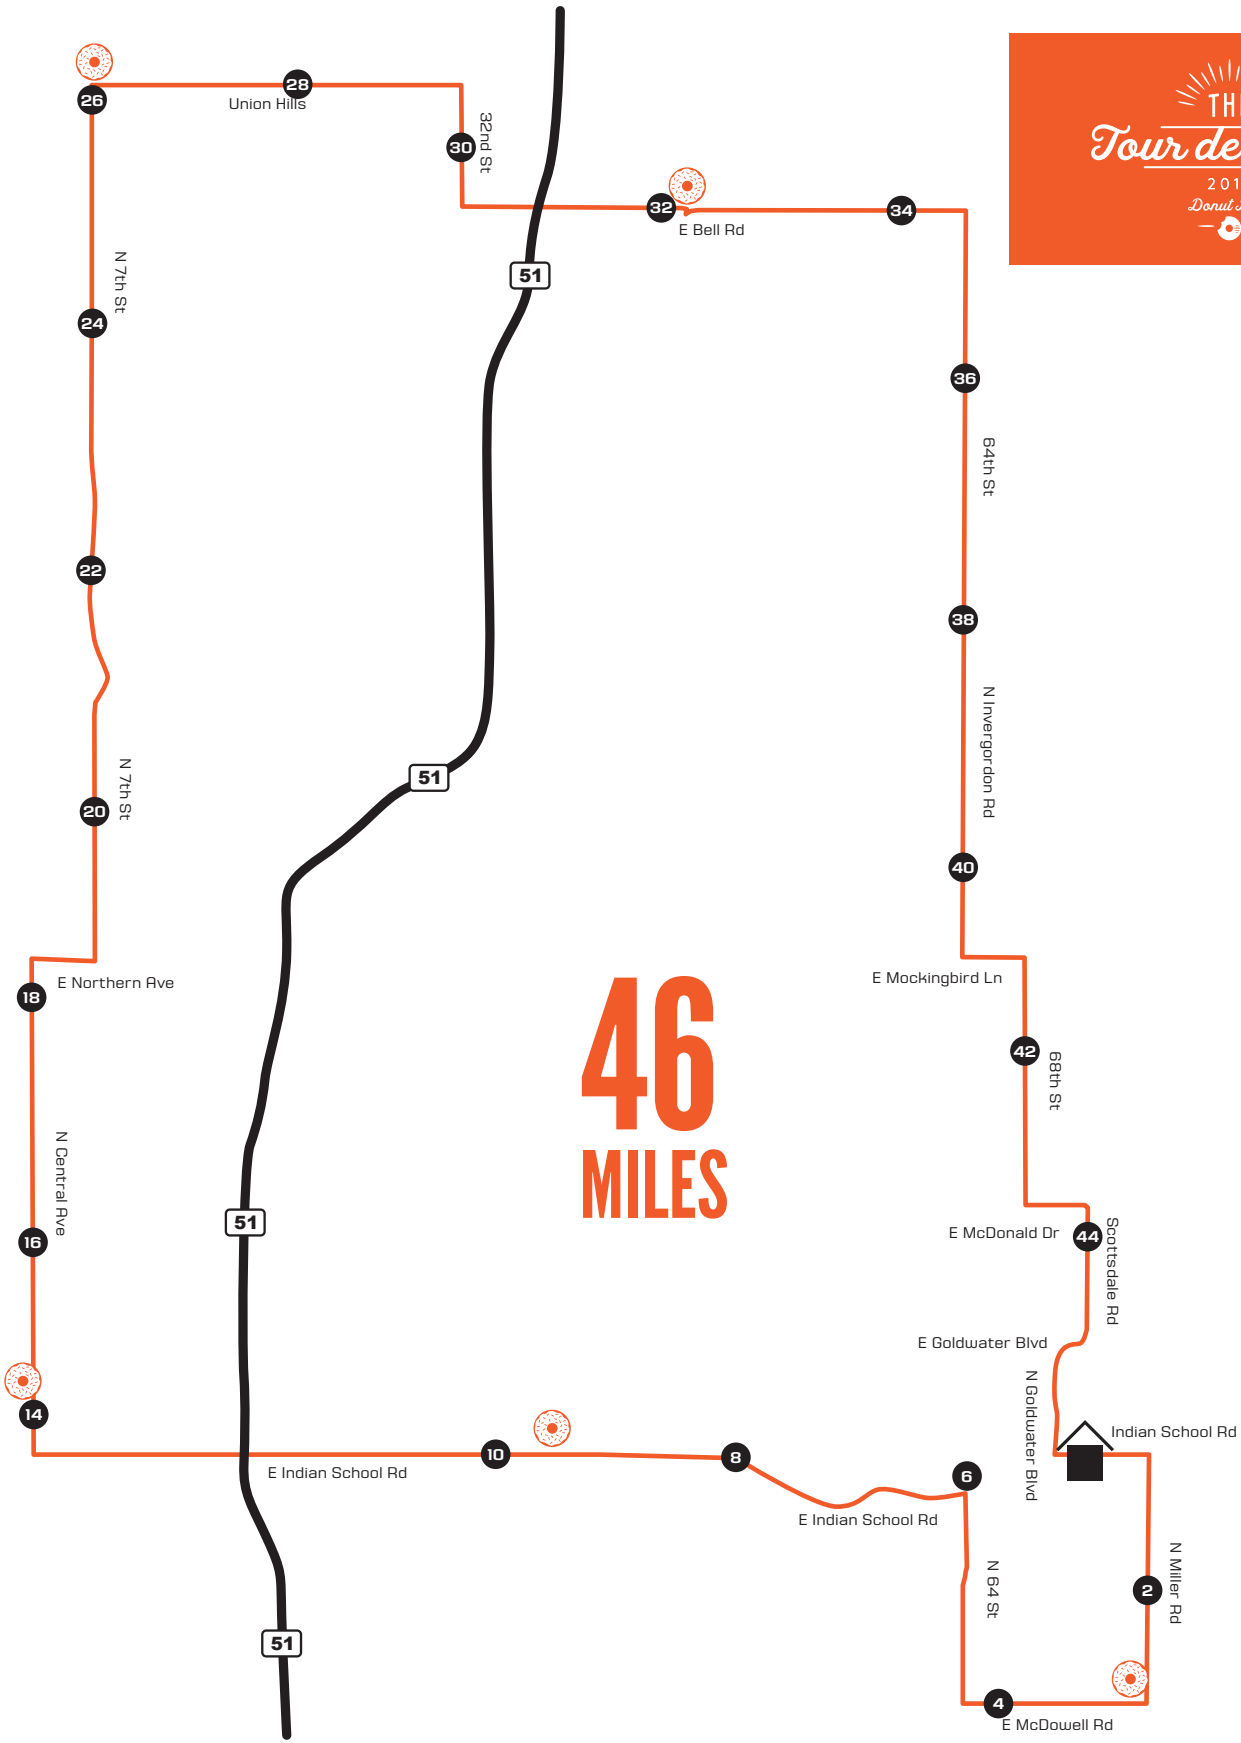 26
28
Union Hills
30
32nd St
32
E Bell Rd
34
TH
Tour de
201
Donut
51
N 7th St
24
36
64th St
22
38
N Invergordon Rd
51
N 7th St
20
40
E Northern Ave
18
E Mockingbird Ln
46
MILES
42
68th St
N Central Ave
16
51
E McDonald Dr
44
Scottsdale Rd
E Goldwater Blvd
N Goldwater Blvd
Indian School Rd
14
E Indian School Rd
10
8
6
E Indian School Rd
N 64 St
2
N Miller Rd
51
4
E McDowell Rd